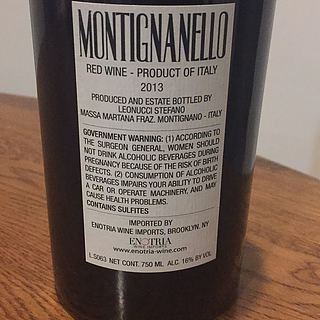 MONTIGNANELLO
RED WINE - PRODUCT OF ITALY
2013
PRODUCED AND ESTATE BOTTLED BY
LEONUCCI STEFANO
MASSA MARTANA FRAZ. MONTIGNANO - ITALY
GOVERNMENT WARNING: (1) ACCORDING TO
THE SURGEON GENERAL, WOMEN SHOULD
NOT DRINK ALCOHOLIC BEVERAGES DURING
PREGNANCY BECAUSE OF THE RISK OF BIRTH
DEFECTS. (2) CONSUMPTION OF ALCOHOLIC
BEVERAGES IMPAIRS YOUR ABILITY TO DRIVE
A CAR OR OPERATE MACHINERY, AND MAY
CAUSE HEALTH PROBLEMS.
CONTAINS SULFITES
IMPORTED BY
ENOTRIA WINE IMPORTS, BROOKLYN, NY
ENOTRIA
WINE IMPORTS
www.enotria-wine.com
L.S063 NET CONT. 750 ML ALC. 16% BY VOL